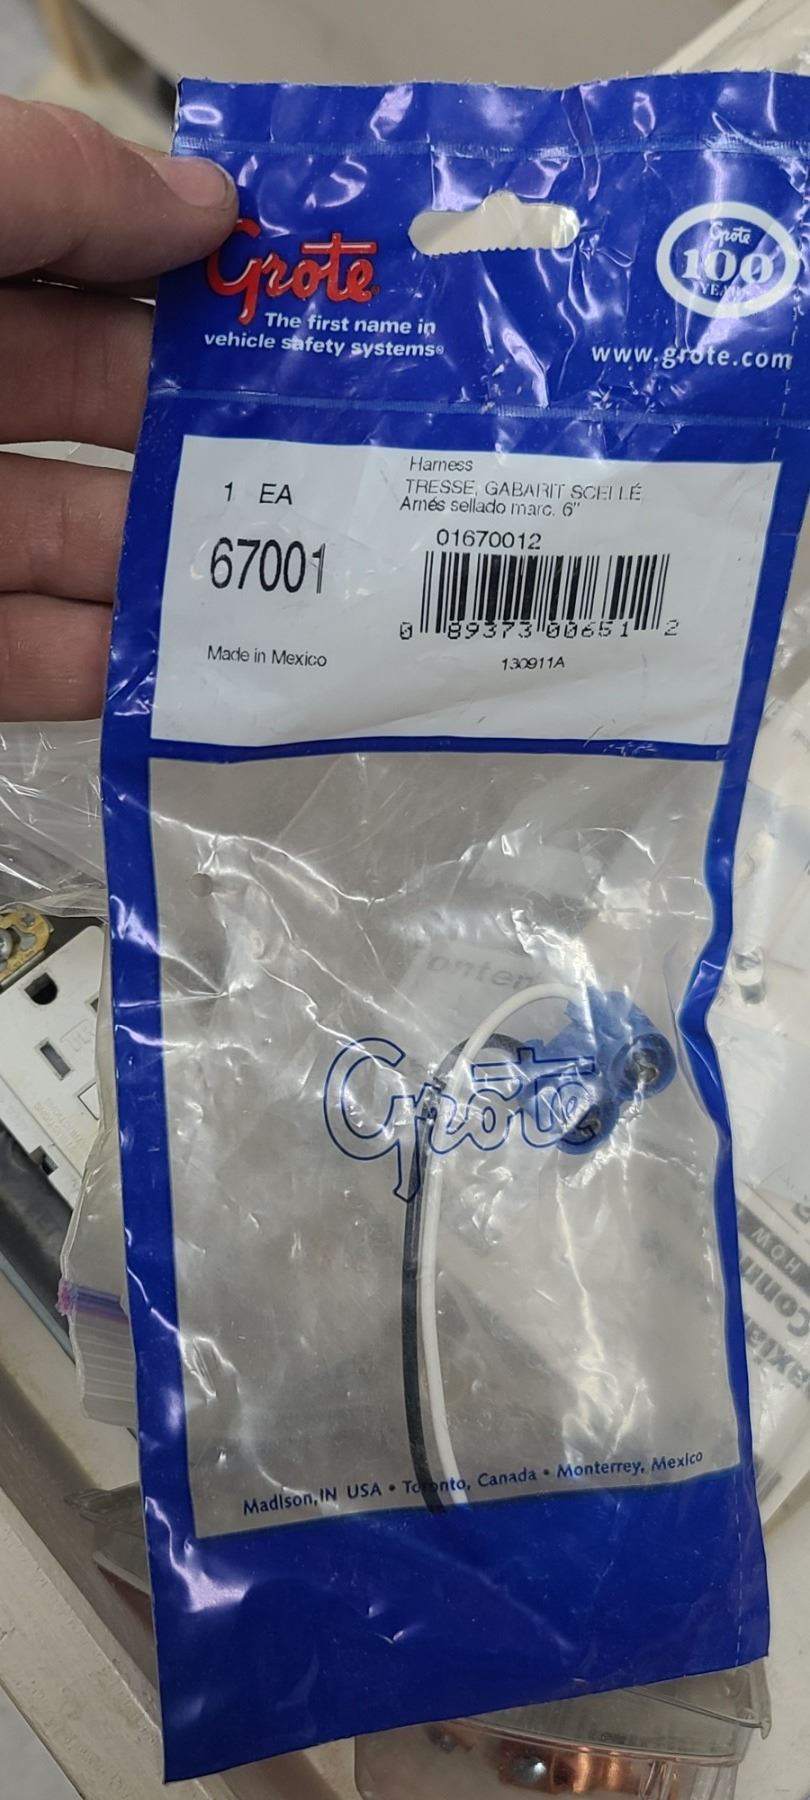 Grote®
The first name in
vehicle safety systems®
Grote
100
YEARS
www.grote.com
1 EA
67001
Made in Mexico
Harness
TRESSE, GABARIT SCELLÉ
Arnés sellado marc. 6"
01670012
0 89373 00651 2
130911A
Grote
Madison, IN USA • Toronto, Canada • Monterrey, Mexico
HOW